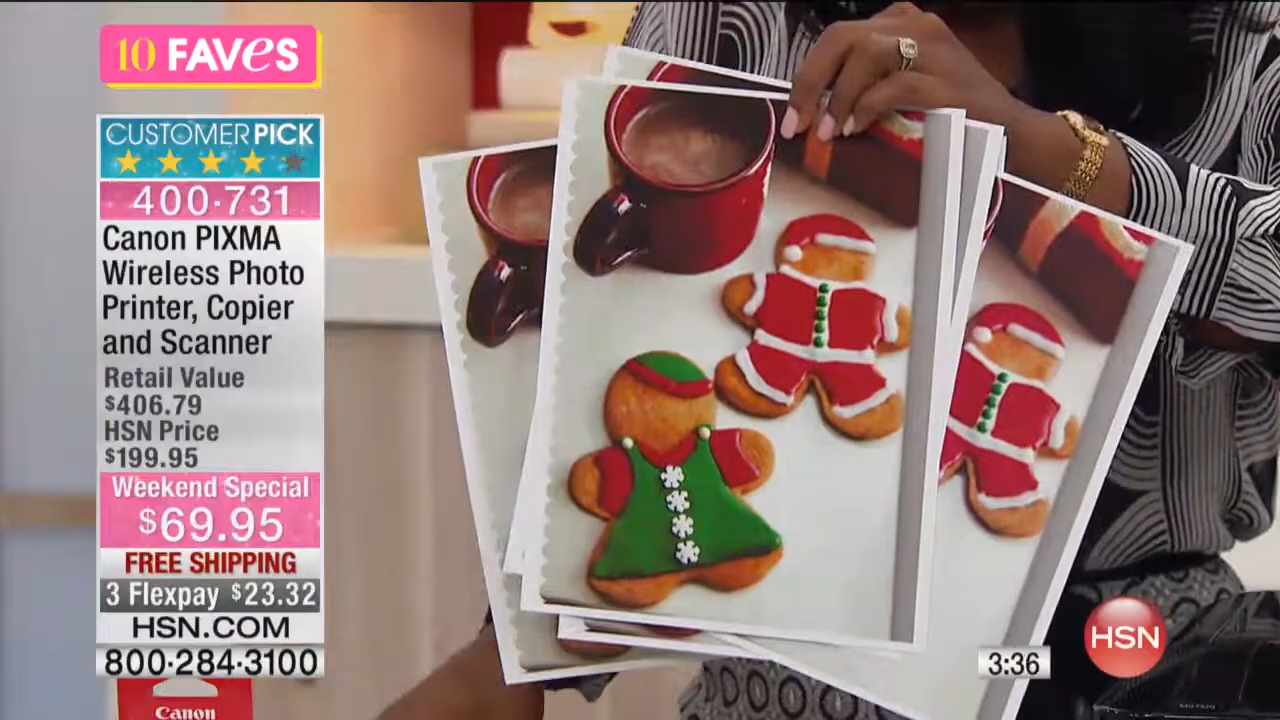 10 FAVeS
CUSTOMER PICK
400·731
Canon PIXMA
Wireless Photo
Printer, Copier
and Scanner
Retail Value
$406.79
HSN Price
$199.95
Weekend Special
$69.95
FREE SHIPPING
3 Flexpay $23.32
HSN.COM
800·284·3100
Canon
HSN
3:36